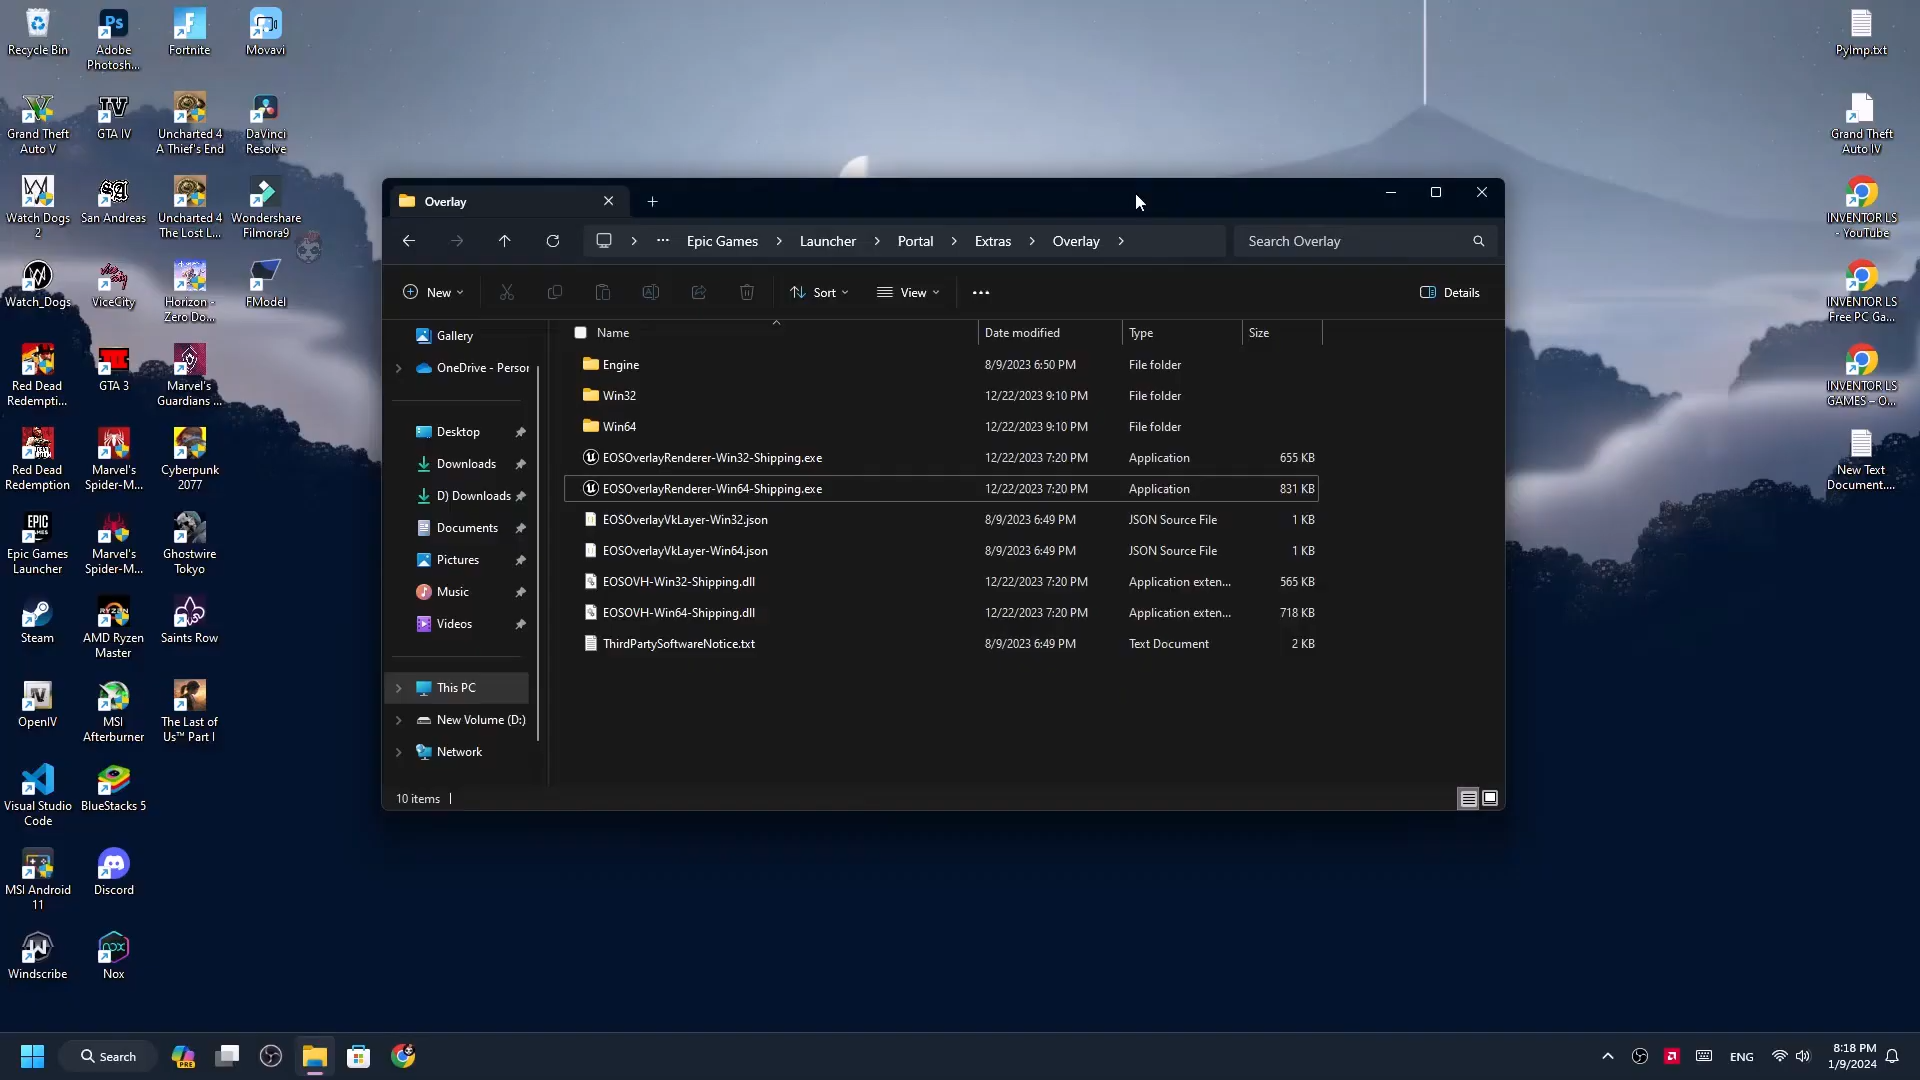 Recycle Bin
Adobe
Photosh...
Fortnite
Movavi
Grand Theft
Auto V
GTA IV
Uncharted 4
A Thief's End
DaVinci
Resolve
Watch Dogs
2
San Andreas
Uncharted 4
The Lost L...
Wondershare
Filmora9
Watch_Dogs
ViceCity
Horizon -
Zero Do...
FModel
Red Dead
Redempti...
GTA 3
Marvel's
Guardians ...
Red Dead
Redemption
Marvel's
Spider-M...
Cyberpunk
2077
Epic Games
Launcher
Marvel's
Spider-M...
Ghostwire
Tokyo
Steam
AMD Ryzen
Master
Saints Row
OpenIV
MSI
Afterburner
The Last of
Us™ Part I
Visual Studio
Code
BlueStacks 5
MSI Android
11
Discord
Windscribe
Nox
Overlay
Epic Games > Launcher > Portal > Extras > Overlay >
Search Overlay
New
Sort
View
Details
Gallery
OneDrive - Persor
Desktop
Downloads
D) Downloads
Documents
Pictures
Music
Videos
This PC
New Volume (D:)
Network
Name Date modified Type Size
Engine 8/9/2023 6:50 PM File folder
Win32 12/22/2023 9:10 PM File folder
Win64 12/22/2023 9:10 PM File folder
EOSOverlayRenderer-Win32-Shipping.exe 12/22/2023 7:20 PM Application 655 KB
EOSOverlayRenderer-Win64-Shipping.exe 12/22/2023 7:20 PM Application 831 KB
EOSOverlayVkLayer-Win32.json 8/9/2023 6:49 PM JSON Source File 1 KB
EOSOverlayVkLayer-Win64.json 8/9/2023 6:49 PM JSON Source File 1 KB
EOSOVH-Win32-Shipping.dll 12/22/2023 7:20 PM Application exten... 565 KB
EOSOVH-Win64-Shipping.dll 12/22/2023 7:20 PM Application exten... 718 KB
ThirdPartySoftwareNotice.txt 8/9/2023 6:49 PM Text Document 2 KB
10 items
PyImp.txt
Grand Theft
Auto IV
INVENTOR LS
- YouTube
INVENTOR LS
Free PC Ga...
INVENTOR LS
GAMES – O...
New Text
Document....
Search
ENG
8:18 PM
1/9/2024